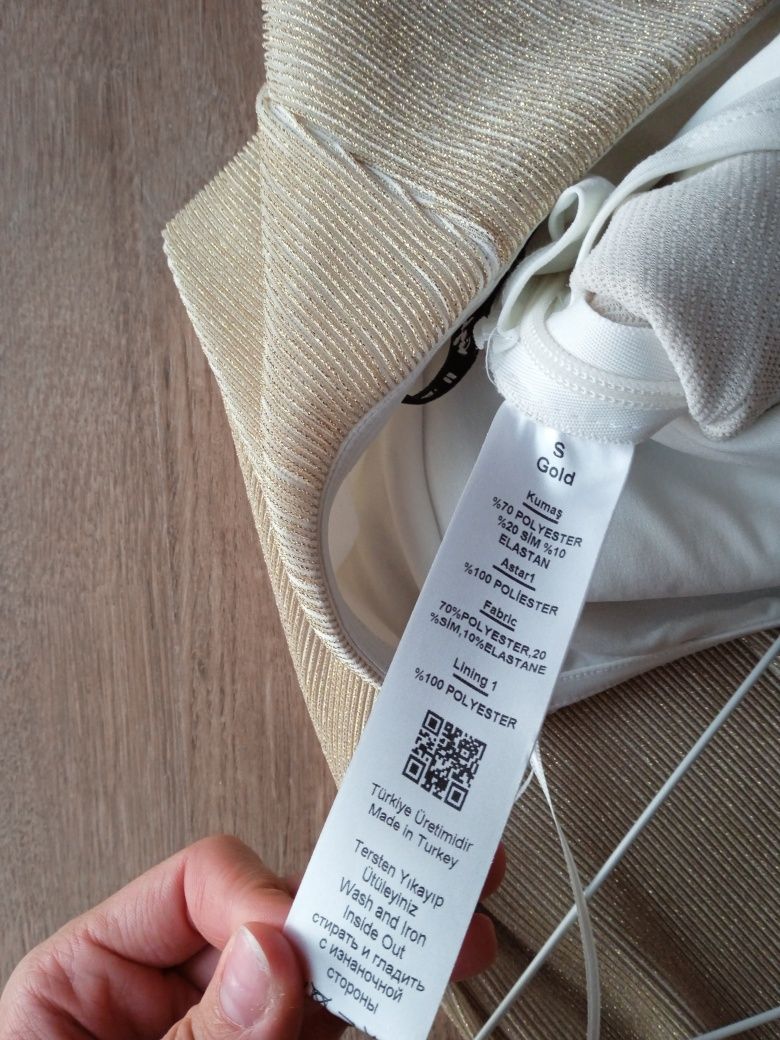 S
Gold
Kumaş
%70 POLYESTER
%20 SİM %10
ELASTAN
Astar1
%100 POLİESTER
Fabric
70%POLYESTER,20
%SİM,10%ELASTANE
Lining 1
%100 POLYESTER
Türkiye Üretimidir
Made in Turkey
Tersten Yıkayıp
Ütüleyiniz
Wash and Iron
Inside Out
стирать и гладить
с изнаночной
стороны